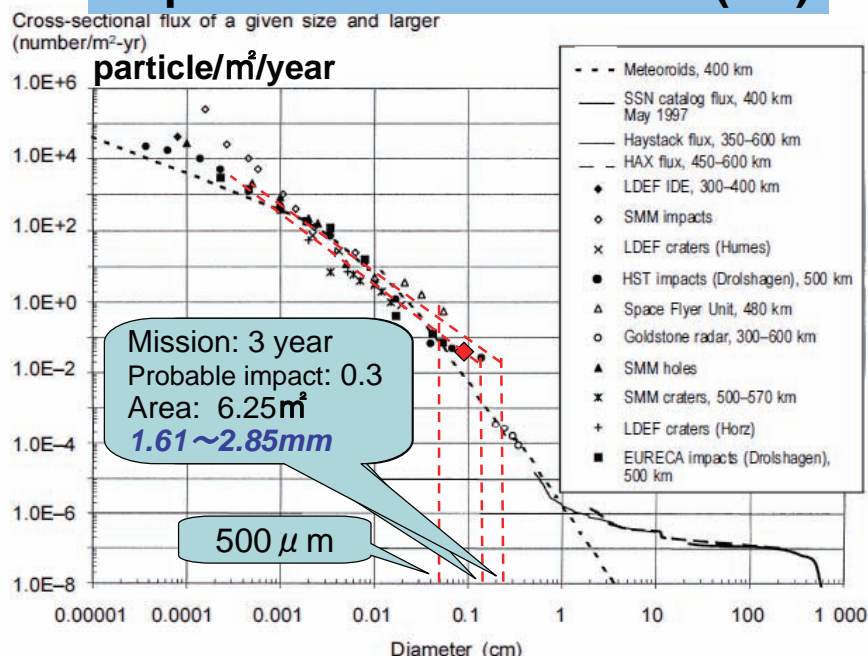 Cross-sectional flux of a given size and larger
(number/m²-yr)
particle/㎡/year
1.0E+6
1.0E+4
1.0E+2
1.0E+0
1.0E–2
1.0E–4
1.0E–6
1.0E–8
0.00001
0.0001
0.001
0.01
0.1
1
10
100
1 000
Diameter (cm)
Mission: 3 year
Probable impact: 0.3
Area: 6.25㎡
1.61～2.85mm
500μm
Meteoroids, 400 km
SSN catalog flux, 400 km
May 1997
Haystack flux, 350–600 km
HAX flux, 450–600 km
LDEF IDE, 300–400 km
SMM impacts
LDEF craters (Humes)
HST impacts (Drolshagen), 500 km
Space Flyer Unit, 480 km
Goldstone radar, 300–600 km
SMM holes
SMM craters, 500–570 km
LDEF craters (Horz)
EURECA impacts (Drolshagen),
500 km